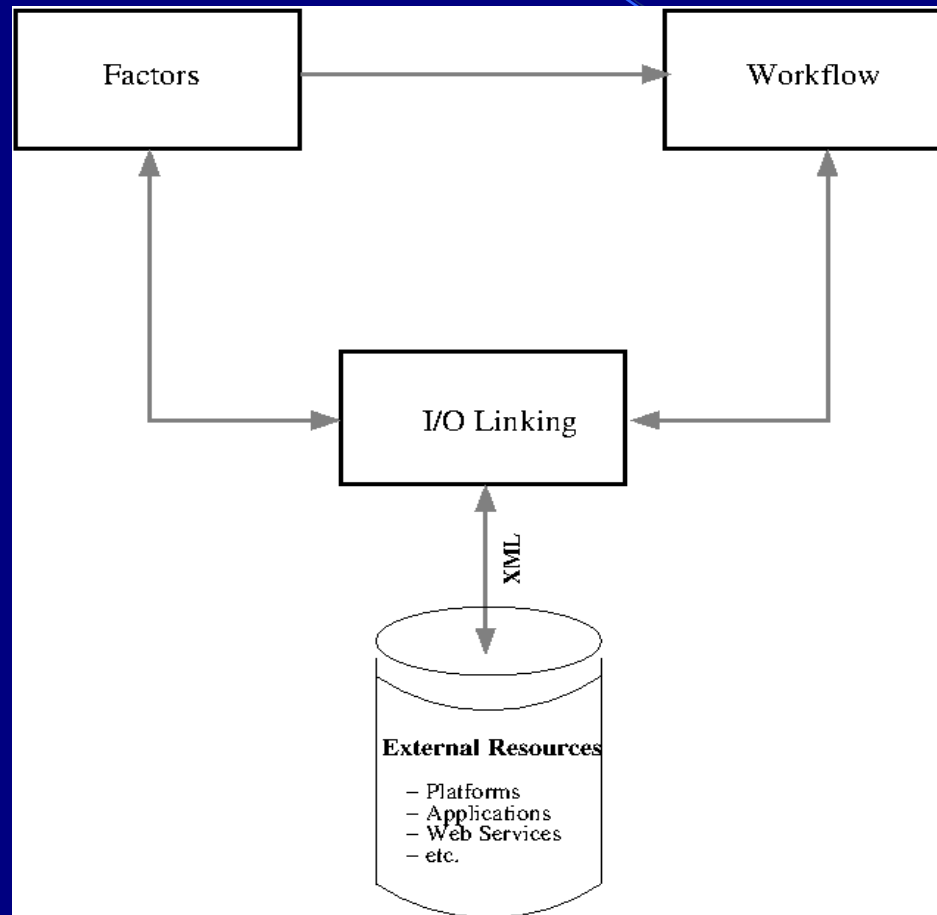 Factors
Workflow
I/O Linking
XML
External Resources
– Platforms
– Applications
– Web Services
– etc.